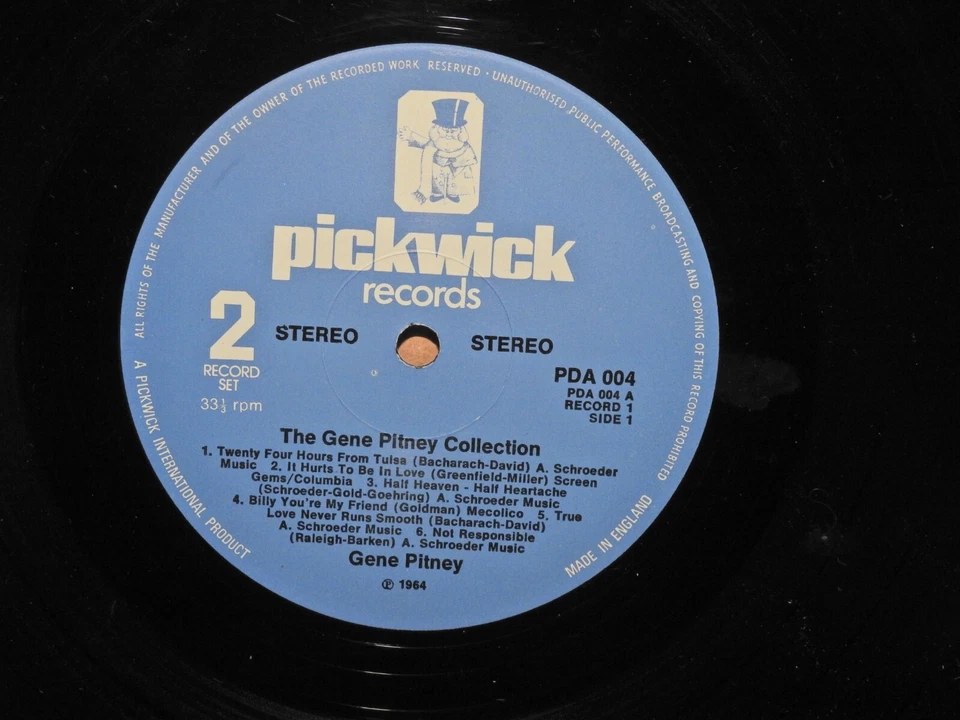 ALL RIGHTS OF THE MANUFACTURER AND OF THE OWNER OF THE RECORDED WORK RESERVED · UNAUTHORISED PUBLIC PERFORMANCE BROADCASTING AND COPYING OF THIS RECORD PROHIBITED
pickwick
records
2
RECORD
SET
33⅓ rpm
STEREO STEREO
PDA 004
PDA 004 A
RECORD 1
SIDE 1
The Gene Pitney Collection
1. Twenty Four Hours From Tulsa (Bacharach-David) A. Schroeder
Music 2. It Hurts To Be In Love (Greenfield-Miller) Screen
Gems/Columbia 3. Half Heaven - Half Heartache
(Schroeder-Gold-Goehring) A. Schroeder Music
4. Billy You're My Friend (Goldman) Mecolico 5. True
Love Never Runs Smooth (Bacharach-David)
A. Schroeder Music 6. Not Responsible
(Raleigh-Barken) A. Schroeder Music
Gene Pitney
℗ 1964
A PICKWICK INTERNATIONAL PRODUCT
MADE IN ENGLAND